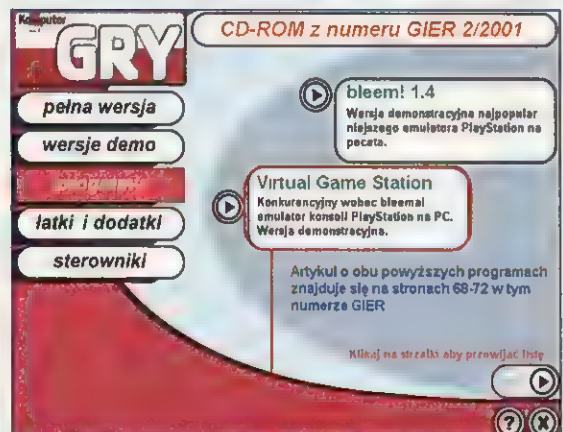 Komputer
GRY
CD-ROM z numeru GIER 2/2001
pełna wersja
wersje demo
łatki i dodatki
sterowniki
bleem! 1.4
Wersja demonstracyjna najpopular
niejszego emulatora PlayStation na
peceta.
Virtual Game Station
Konkurencyjny wobec bleema!
emulator konsoli PlayStation na PC.
Wersja demonstracyjna.
Artykuł o obu powyższych programach
znajduje się na stronach 68-72 w tym
numerze GIER
Klikaj na strzałki aby przewijać listę
? X